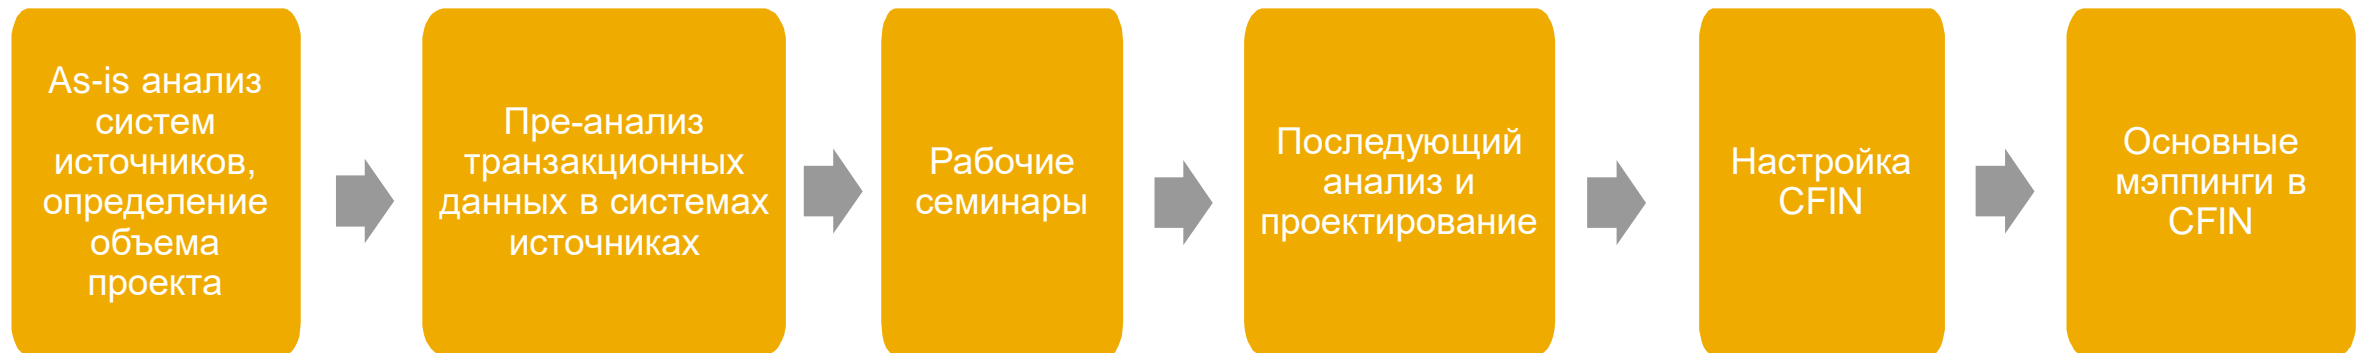 As-is анализ
систем
источников,
определение
объема
проекта
Пре-анализ
транзакционных
данных в системах
источниках
Рабочие
семинары
Последующий
анализ и
проектирование
Настройка
CFIN
Основные
мэппинги в
CFIN